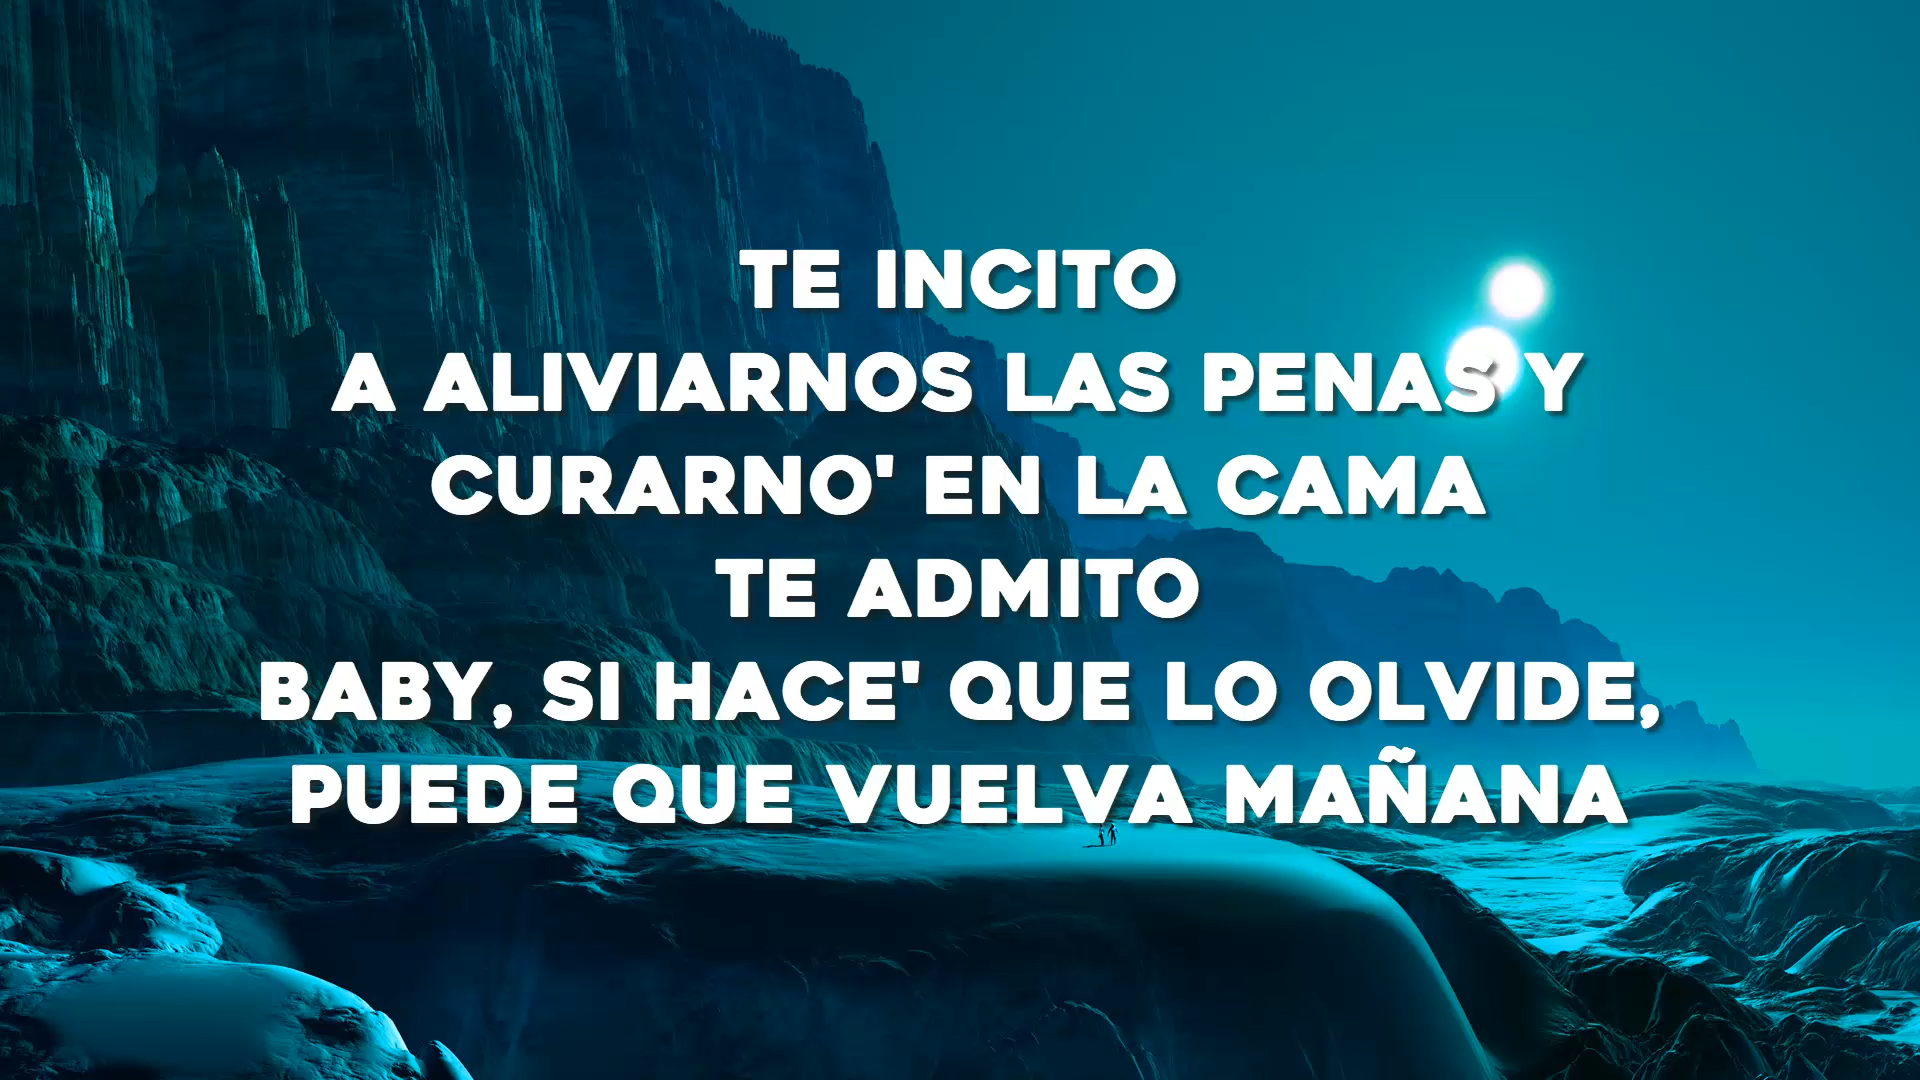 TE INCITO
A ALIVIARNOS LAS PENAS Y
CURARNO' EN LA CAMA
TE ADMITO
BABY, SI HACE' QUE LO OLVIDE,
PUEDE QUE VUELVA MAÑANA